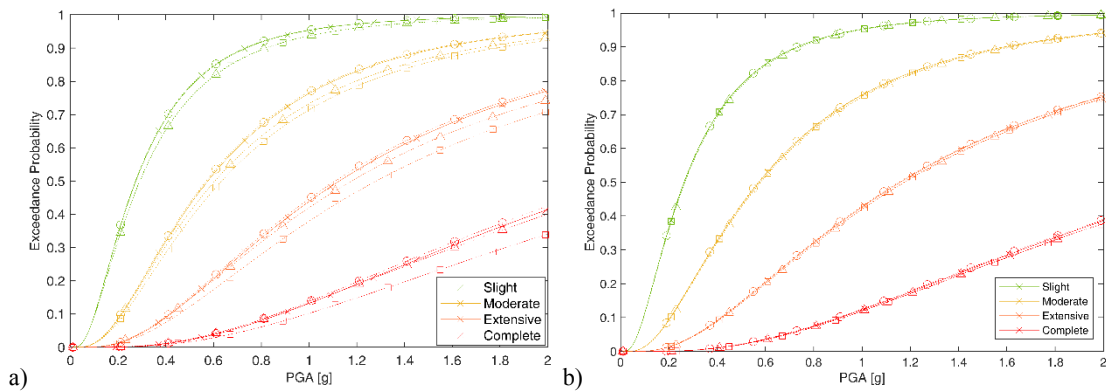 1
0.9
0.8
0.7
0.6
0.5
0.4
0.3
0.2
0.1
0
Exceedance Probability
0 0.2 0.4 0.6 0.8 1 1.2 1.4 1.6 1.8 2
PGA [g]
Slight
Moderate
Extensive
Complete
a)
1
0.9
0.8
0.7
0.6
0.5
0.4
0.3
0.2
0.1
0
Exceedance Probability
0 0.2 0.4 0.6 0.8 1 1.2 1.4 1.6 1.8 2
PGA [g]
Slight
Moderate
Extensive
Complete
b)